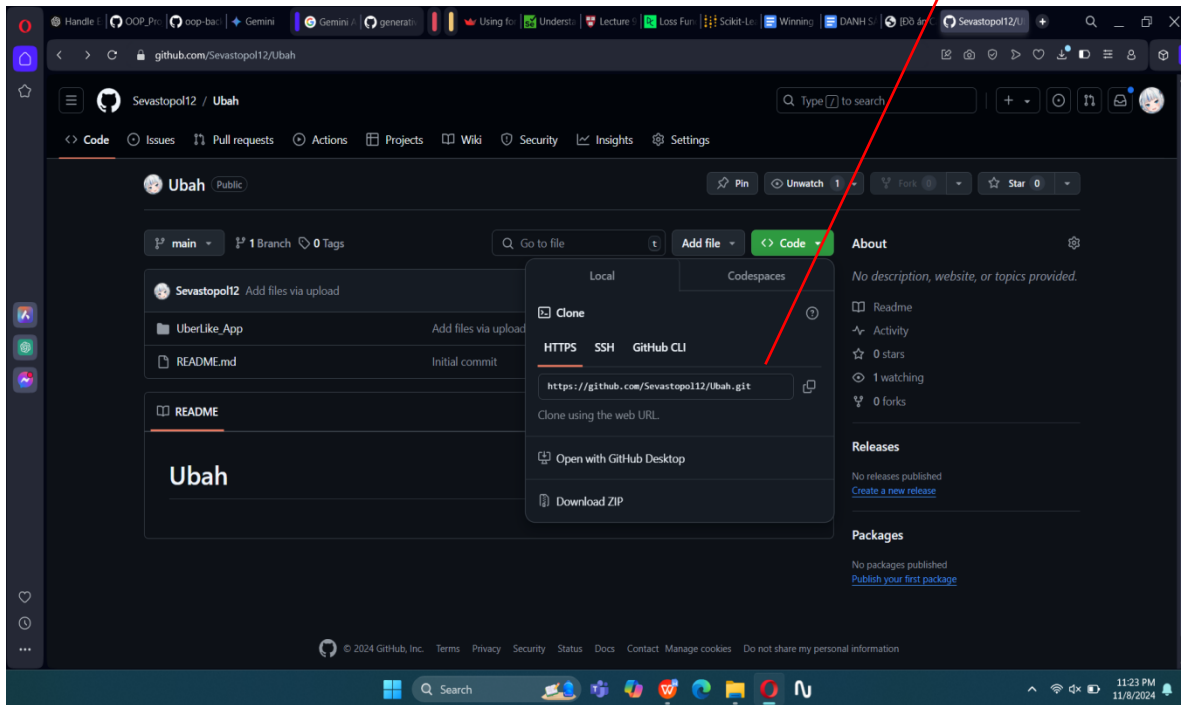 Handle E OOP_Pro oop-bacl Gemini Gemini A generativ Using for Understa Lecture 9 Loss Fun Scikit-Le Winning DANH S/ [Đồ án C Sevastopol12/U
github.com/Sevastopol12/Ubah
Sevastopol12 / Ubah Type / to search
Code Issues Pull requests Actions Projects Wiki Security Insights Settings
Ubah Public Pin Unwatch 1 Fork 0 Star 0
main 1 Branch 0 Tags Go to file t Add file Code About
Local Codespaces
No description, website, or topics provided.
Sevastopol12 Add files via upload
Clone
Readme
UberLike_App Add files via upload
Activity
HTTPS SSH GitHub CLI
0 stars
README.md Initial commit
1 watching
https://github.com/Sevastopol12/Ubah.git
0 forks
README
Clone using the web URL.
Releases
Open with GitHub Desktop
Ubah
No releases published
Create a new release
Download ZIP
Packages
No packages published
Publish your first package
© 2024 GitHub, Inc. Terms Privacy Security Status Docs Contact Manage cookies Do not share my personal information
Search
11:23 PM
11/8/2024